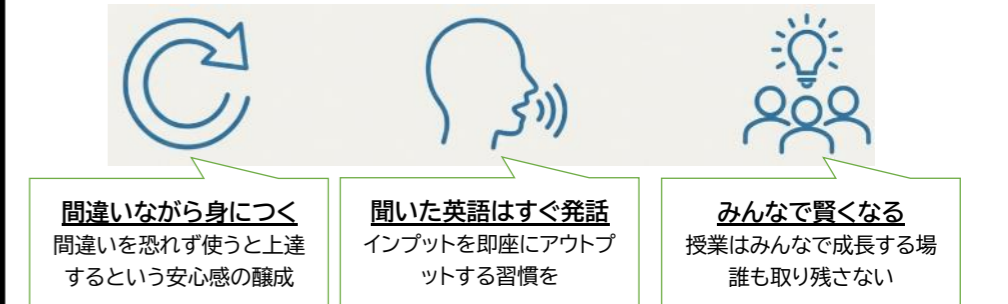 間違いながら身につく
間違いを恐れず使うと上達
するという安心感の醸成
聞いた英語はすぐ発話
インプットを即座にアウトプ
ットする習慣を
みんなで賢くなる
授業はみんなで成長する場
誰も取り残さない